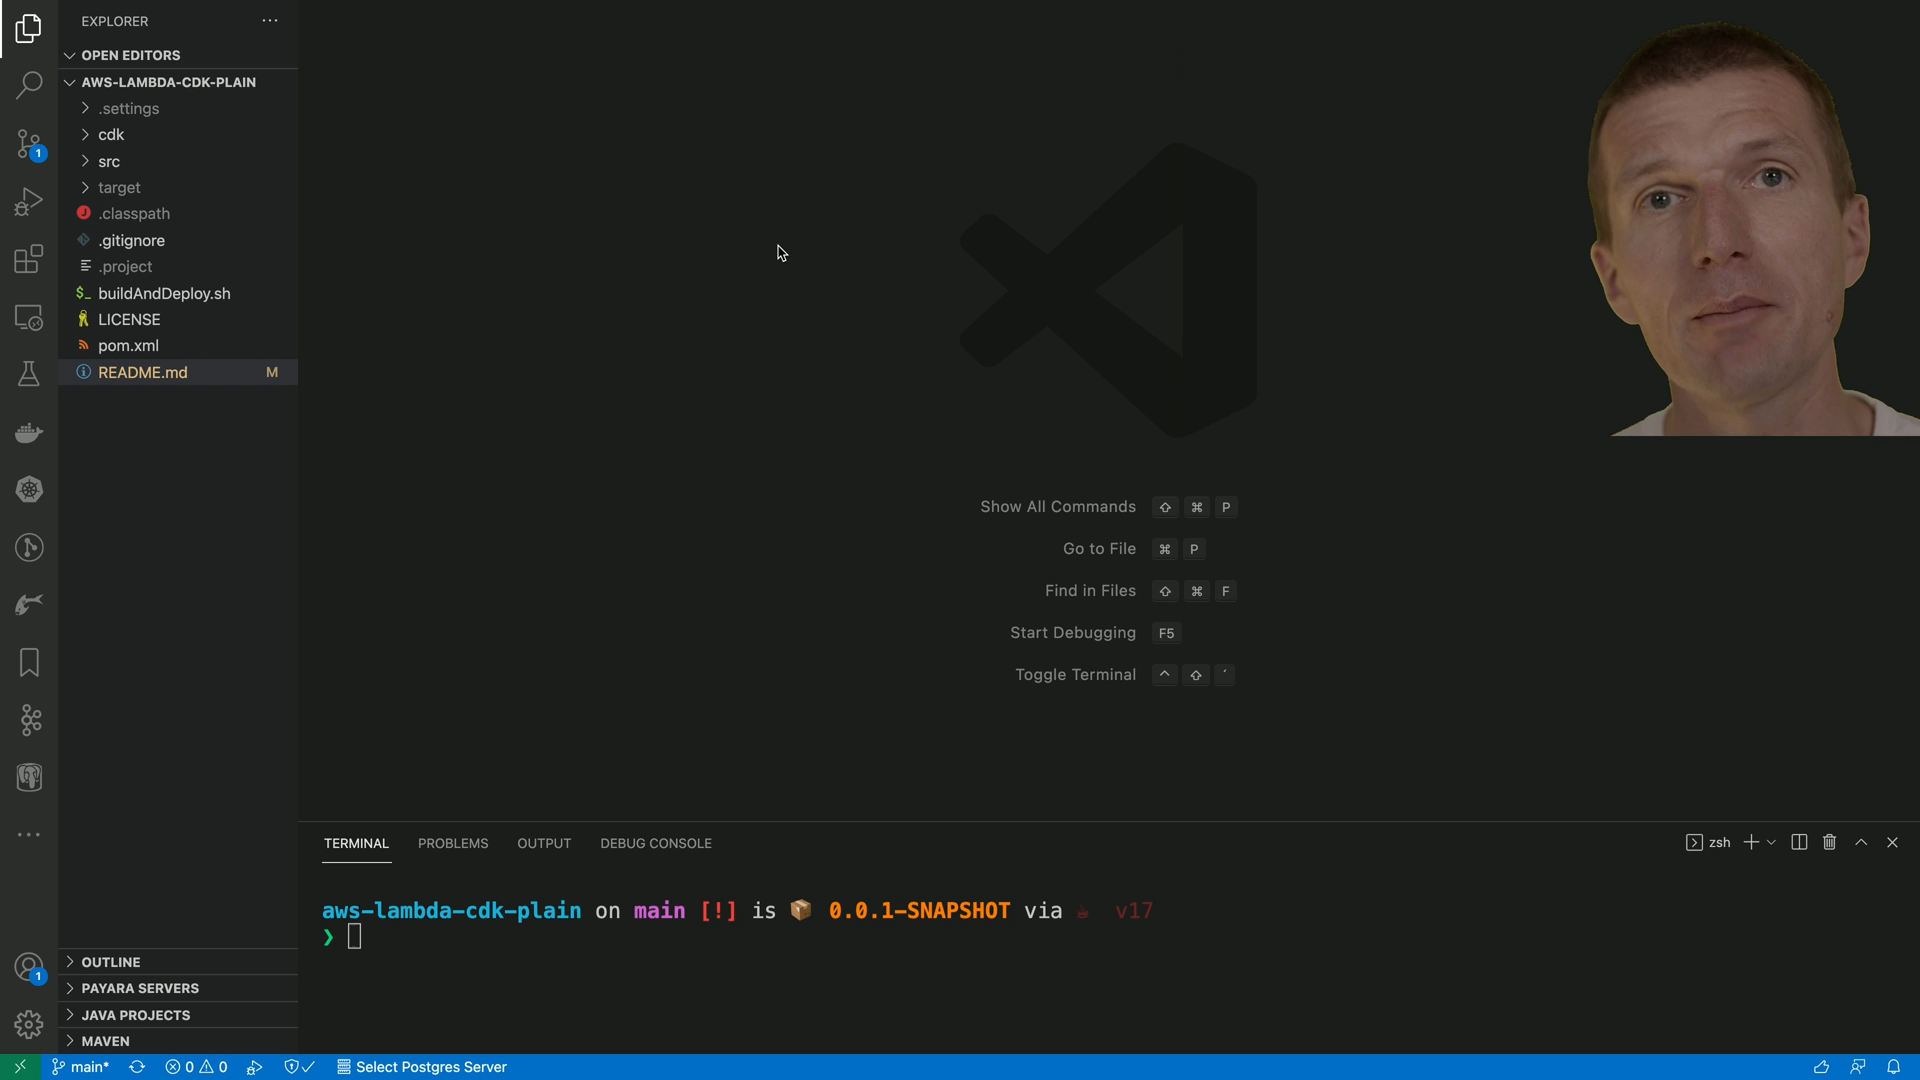 EXPLORER
OPEN EDITORS
AWS-LAMBDA-CDK-PLAIN
.settings
cdk
src
target
.classpath
.gitignore
.project
$_ buildAndDeploy.sh
LICENSE
pom.xml
README.md M
1
Show All Commands ⇧ ⌘ P
Go to File ⌘ P
Find in Files ⇧ ⌘ F
Start Debugging F5
Toggle Terminal ^ ⇧ ´
TERMINAL PROBLEMS OUTPUT DEBUG CONSOLE zsh
aws-lambda-cdk-plain on main [!] is 📦 0.0.1-SNAPSHOT via ☕ v17
❯
1
OUTLINE
PAYARA SERVERS
JAVA PROJECTS
MAVEN
main* 0 0 Select Postgres Server